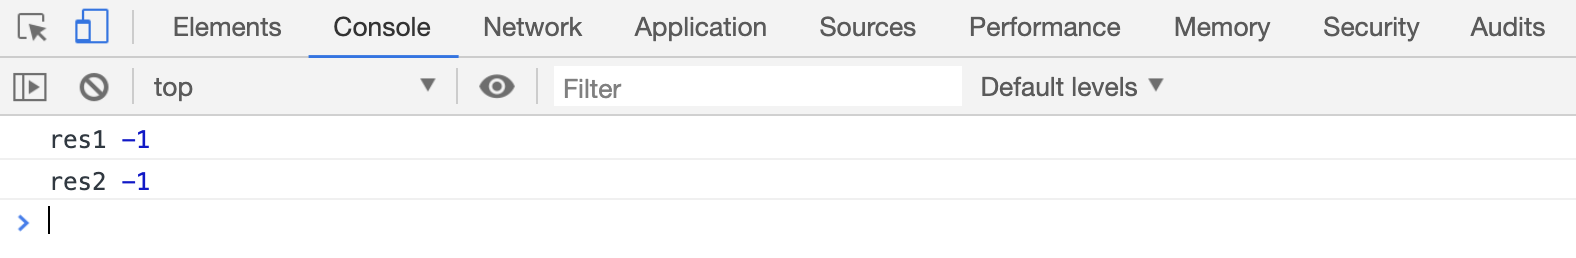 Elements Console Network Application Sources Performance Memory Security Audits
top Filter Default levels
res1 -1
res2 -1